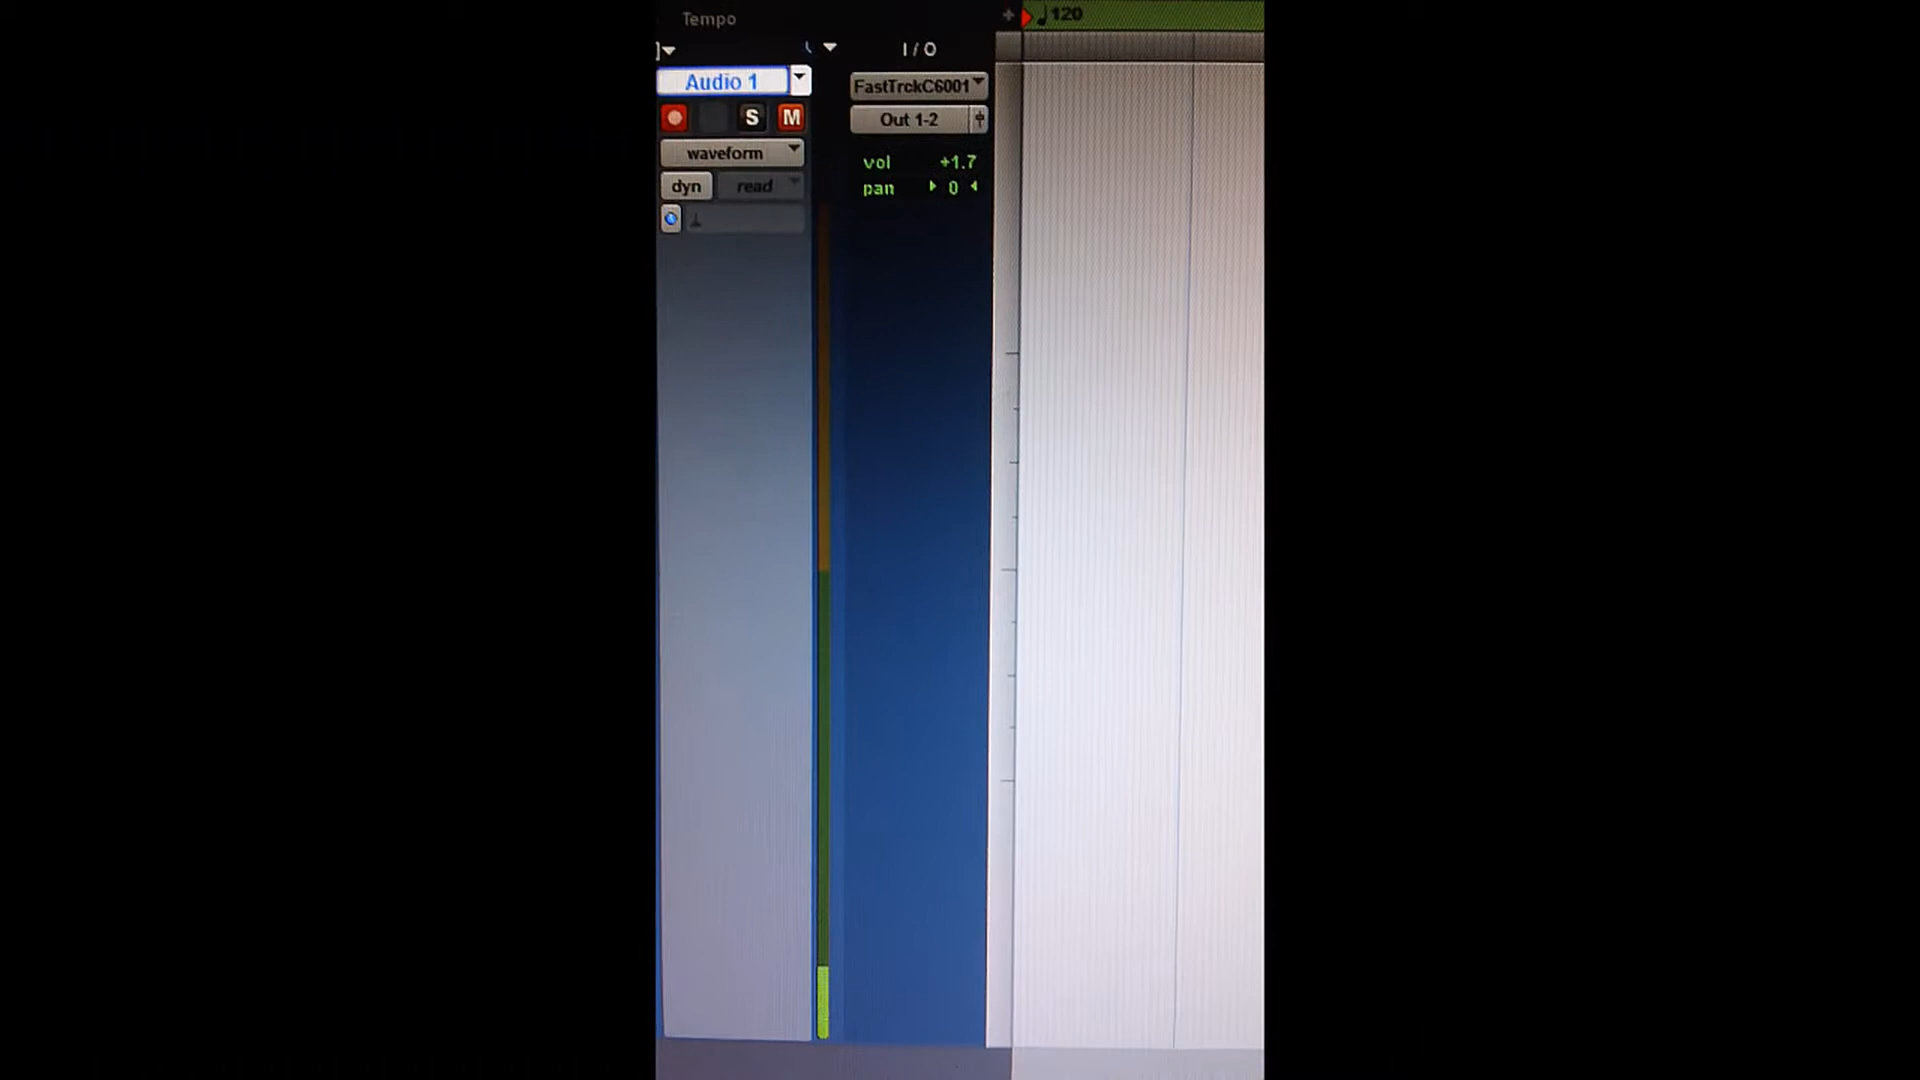 Tempo
120
I / O
Audio 1
FastTrckC6001
S M
Out 1-2
waveform
vol +1.7
dyn read
pan 0